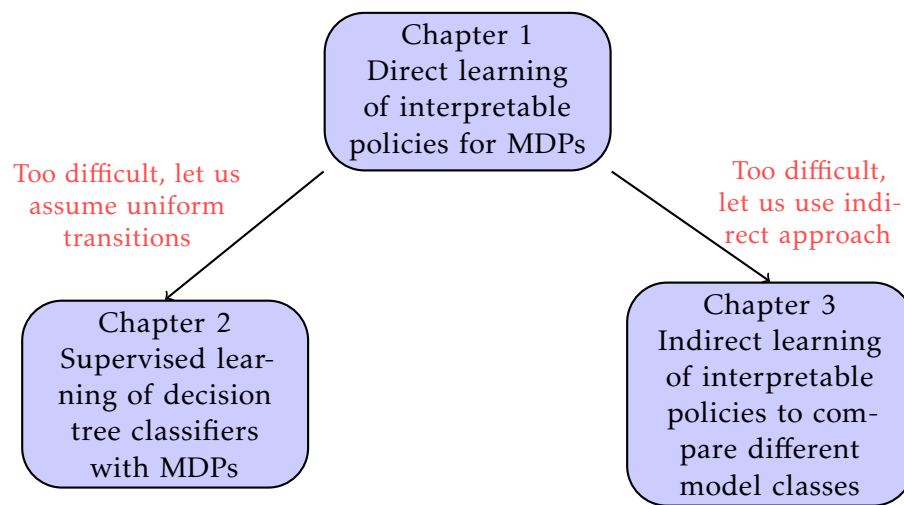 Chapter 1
Direct learning
of interpretable
policies for MDPs
Too difficult, let us
assume uniform
transitions
Too difficult,
let us use indi-
rect approach
Chapter 2
Supervised lear-
ning of decision
tree classifiers
with MDPs
Chapter 3
Indirect learning
of interpretable
policies to com-
pare different
model classes